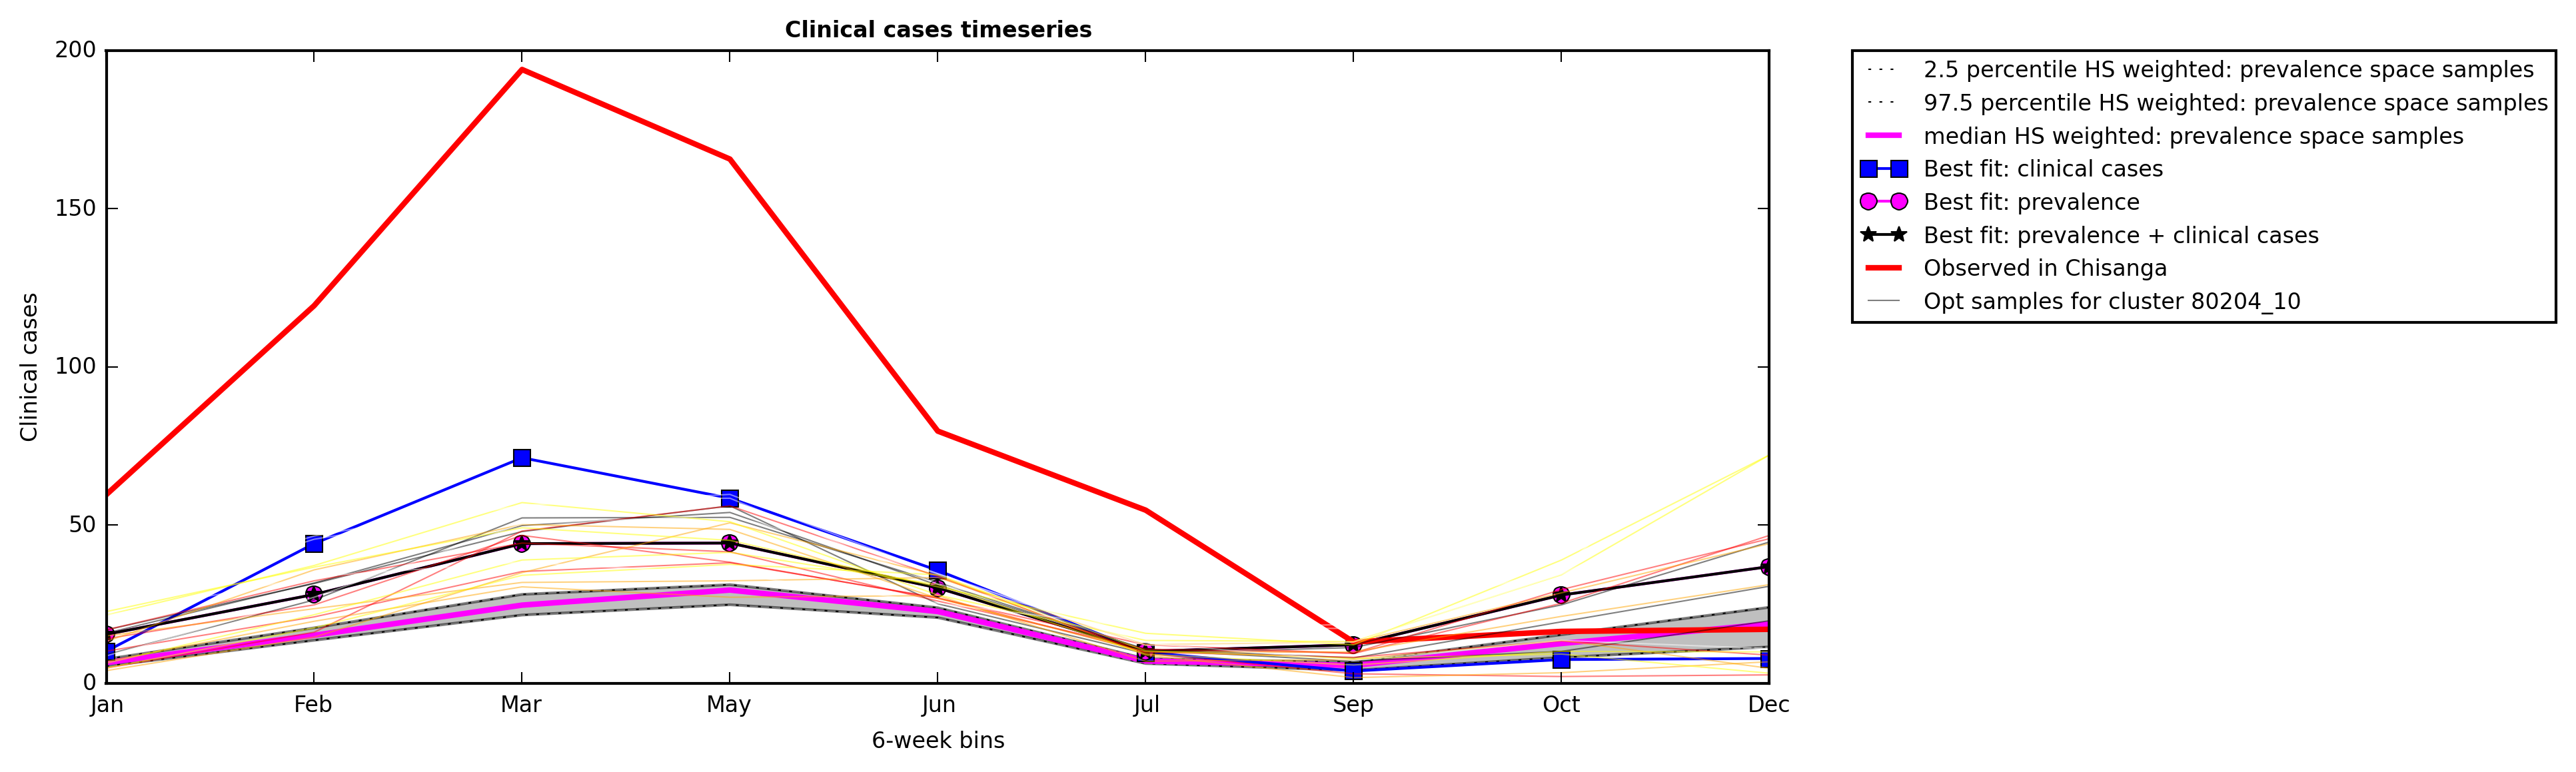 Clinical cases timeseries
200
150
100
50
0
Clinical cases
Jan Feb Mar May Jun Jul Sep Oct Dec
6-week bins
2.5 percentile HS weighted: prevalence space samples
97.5 percentile HS weighted: prevalence space samples
median HS weighted: prevalence space samples
Best fit: clinical cases
Best fit: prevalence
Best fit: prevalence + clinical cases
Observed in Chisanga
Opt samples for cluster 80204_10